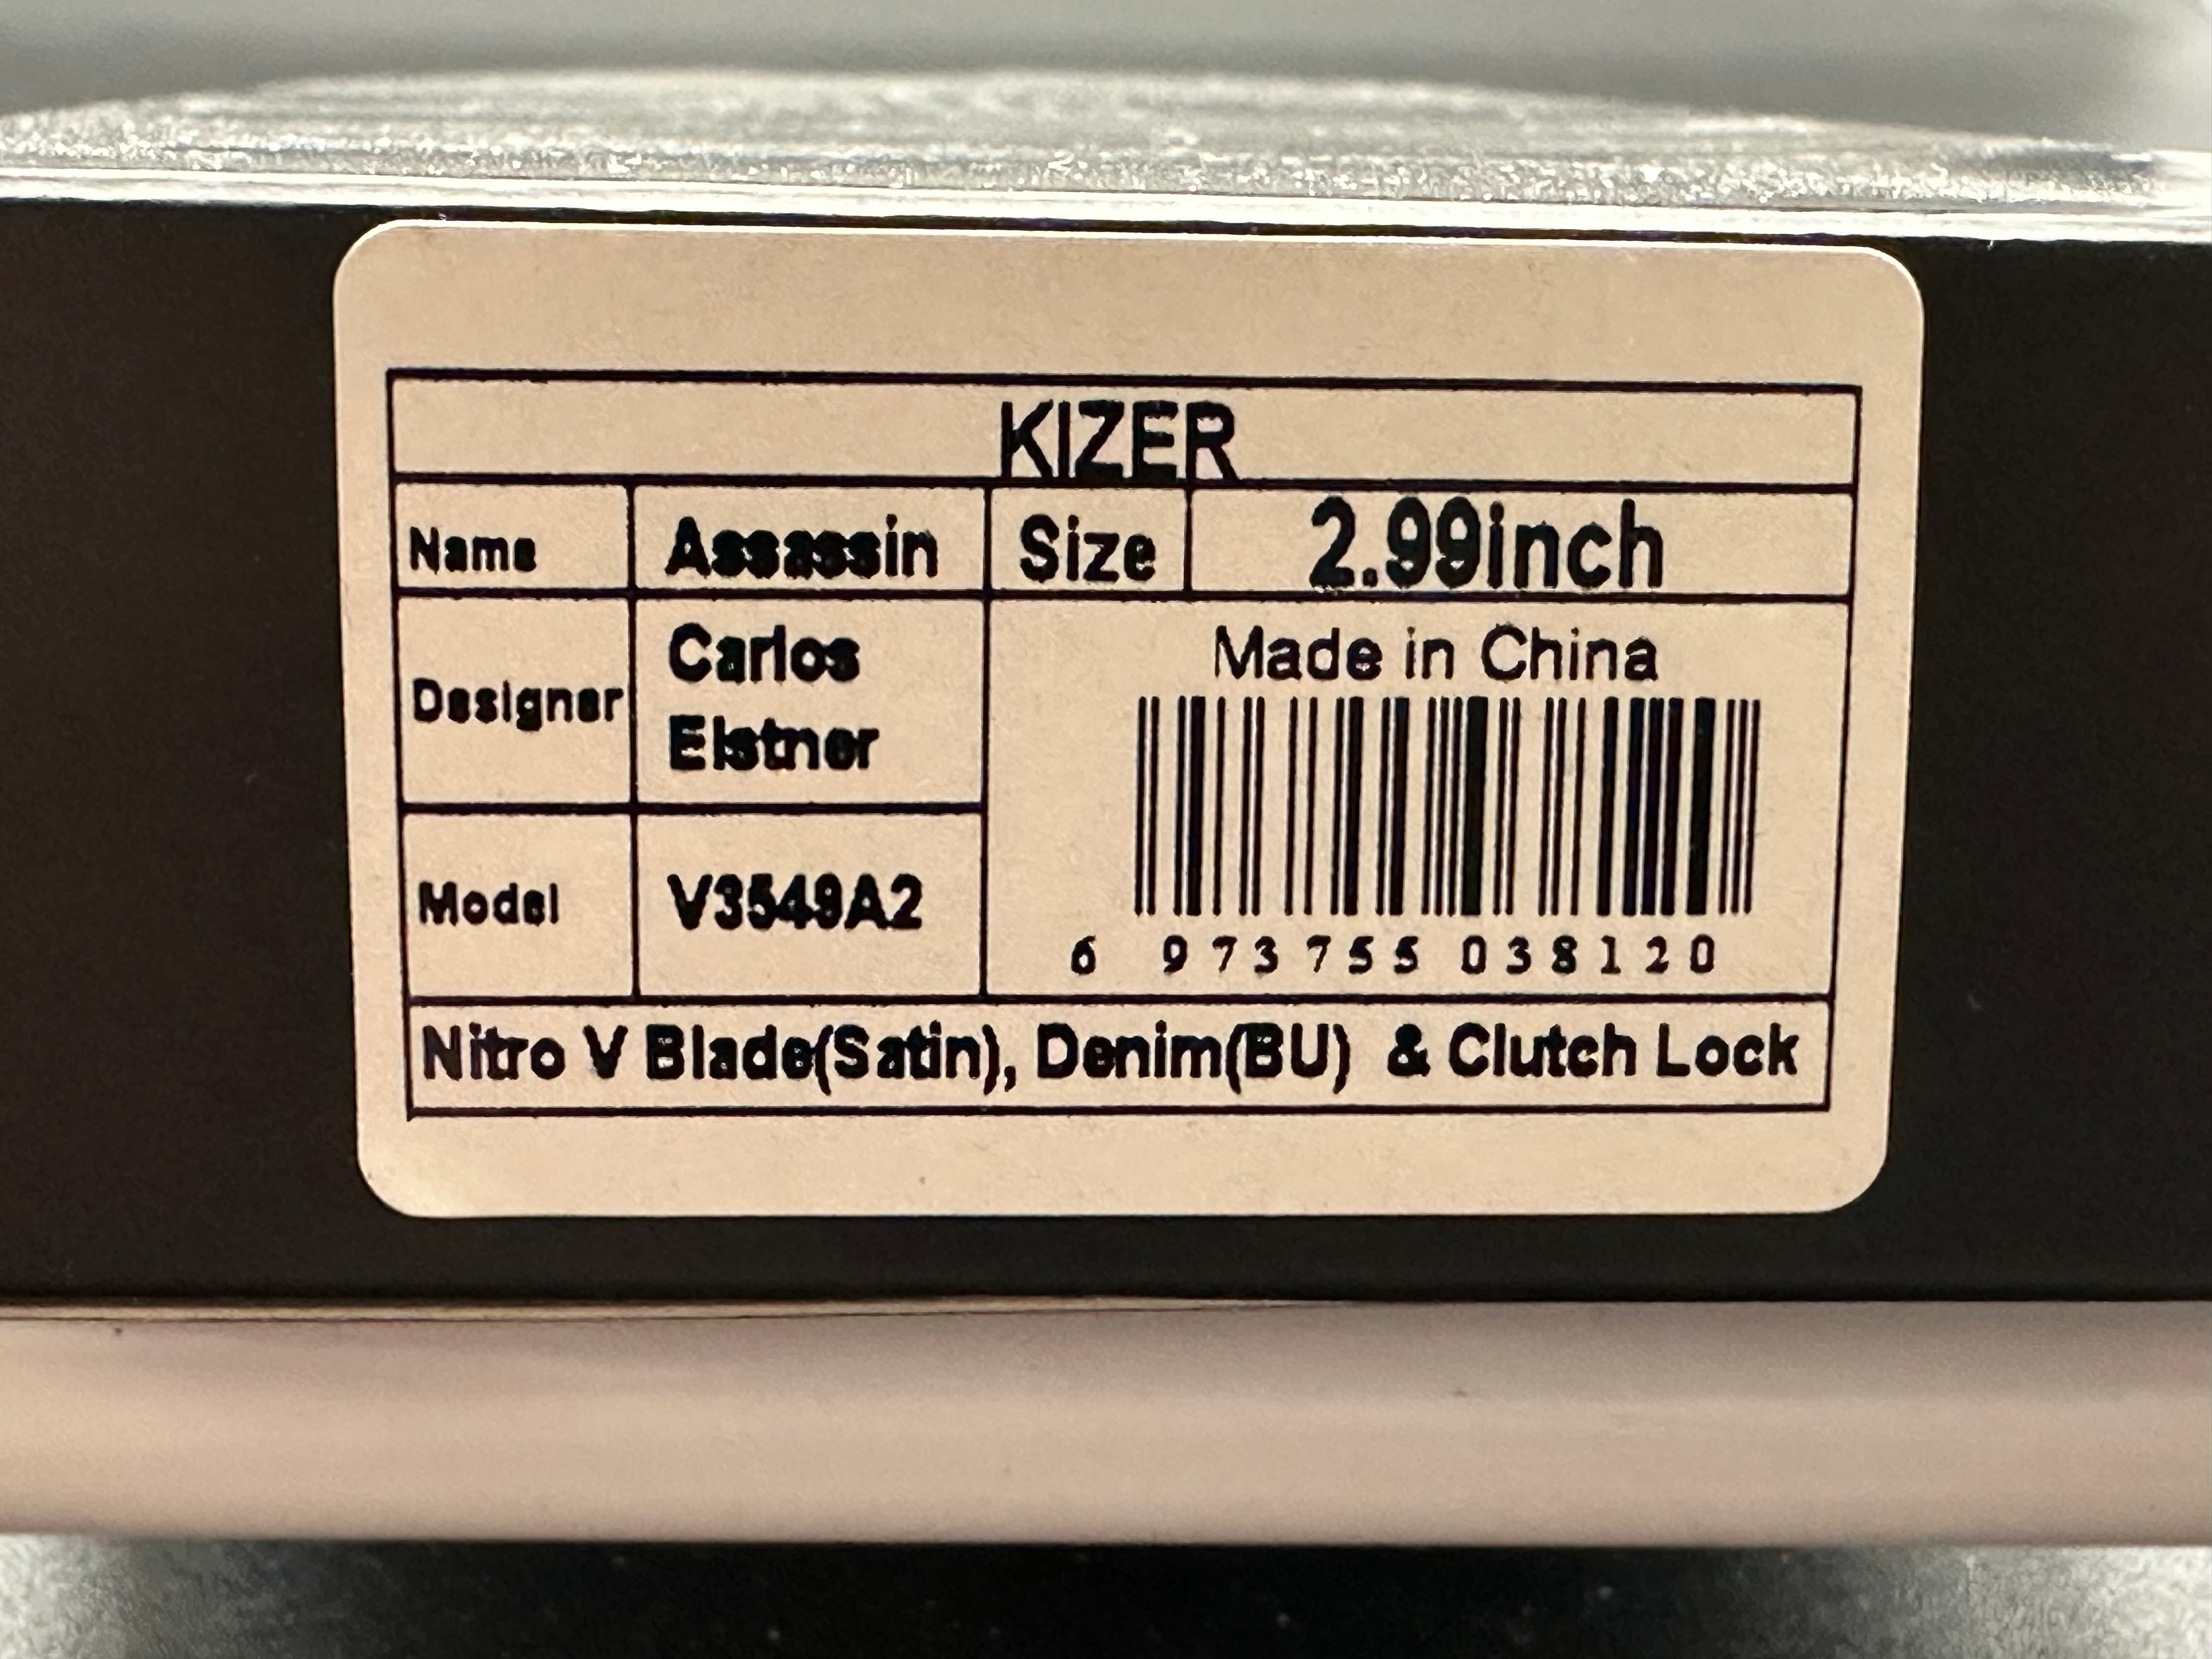 KIZER
Name Assassin Size 2.99inch
Designer Carlos
Elstner
Made in China
6 973755 038120
Model V3549A2
Nitro V Blade(Satin), Denim(BU) & Clutch Lock